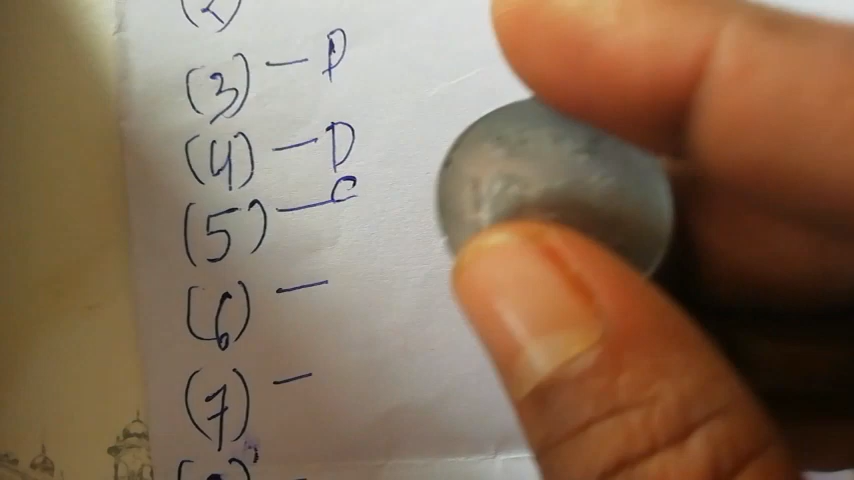 (3) — P
(4) — D
(5) — C
(6) —
(7) —